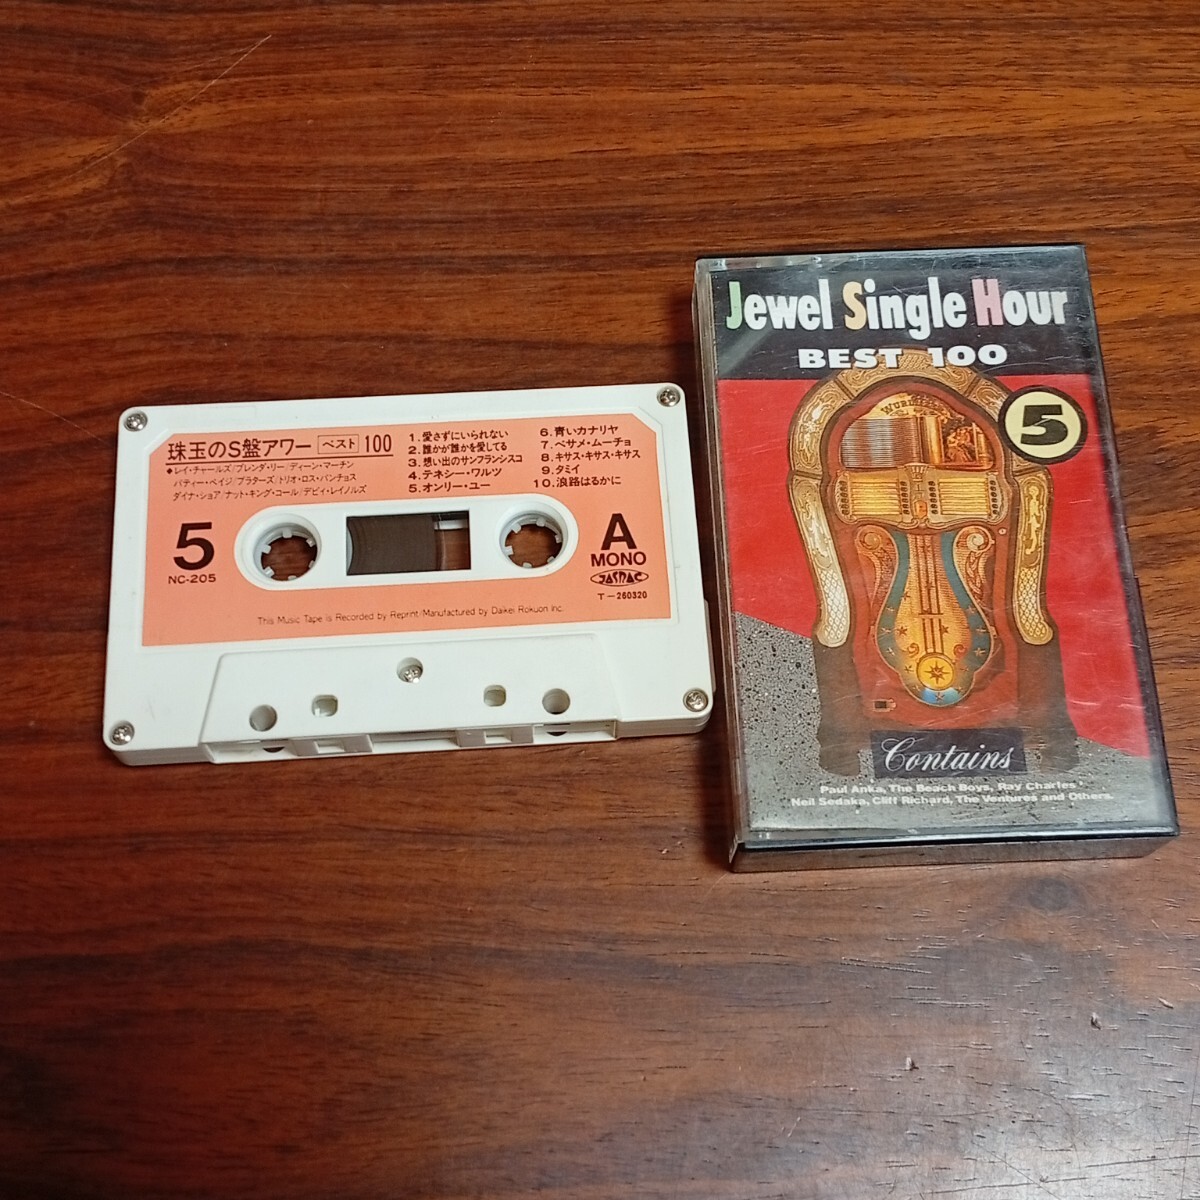 珠玉のS盤アワー ベスト 100
◆レイ・チャールズ/ブレンダ・リー/ディーン・マーチン
パティー・ペイジ/プラターズ/トリオ・ロス・パンチョス
ダイナ・ショア/ナット・キング・コール/デビィ・レイノルズ
1. 愛さずにいられない
2. 誰かが誰かを愛してる
3. 想い出のサンフランシスコ
4. テネシー・ワルツ
5. オンリー・ユー
6. 青いカナリヤ
7. ベサメ・ムーチョ
8. キサス・キサス・キサス
9. タミイ
10. 浪路はるかに
5
NC-205
A
MONO
JASRAC
T-260320
This Music Tape is Recorded by Reprint/Manufactured by Daikei Rokuon Inc.
Jewel Single Hour
BEST 100
5
Contains
Paul Anka, The Beach Boys, Ray Charles
Neil Sedaka, Cliff Richard, The Ventures and Others.